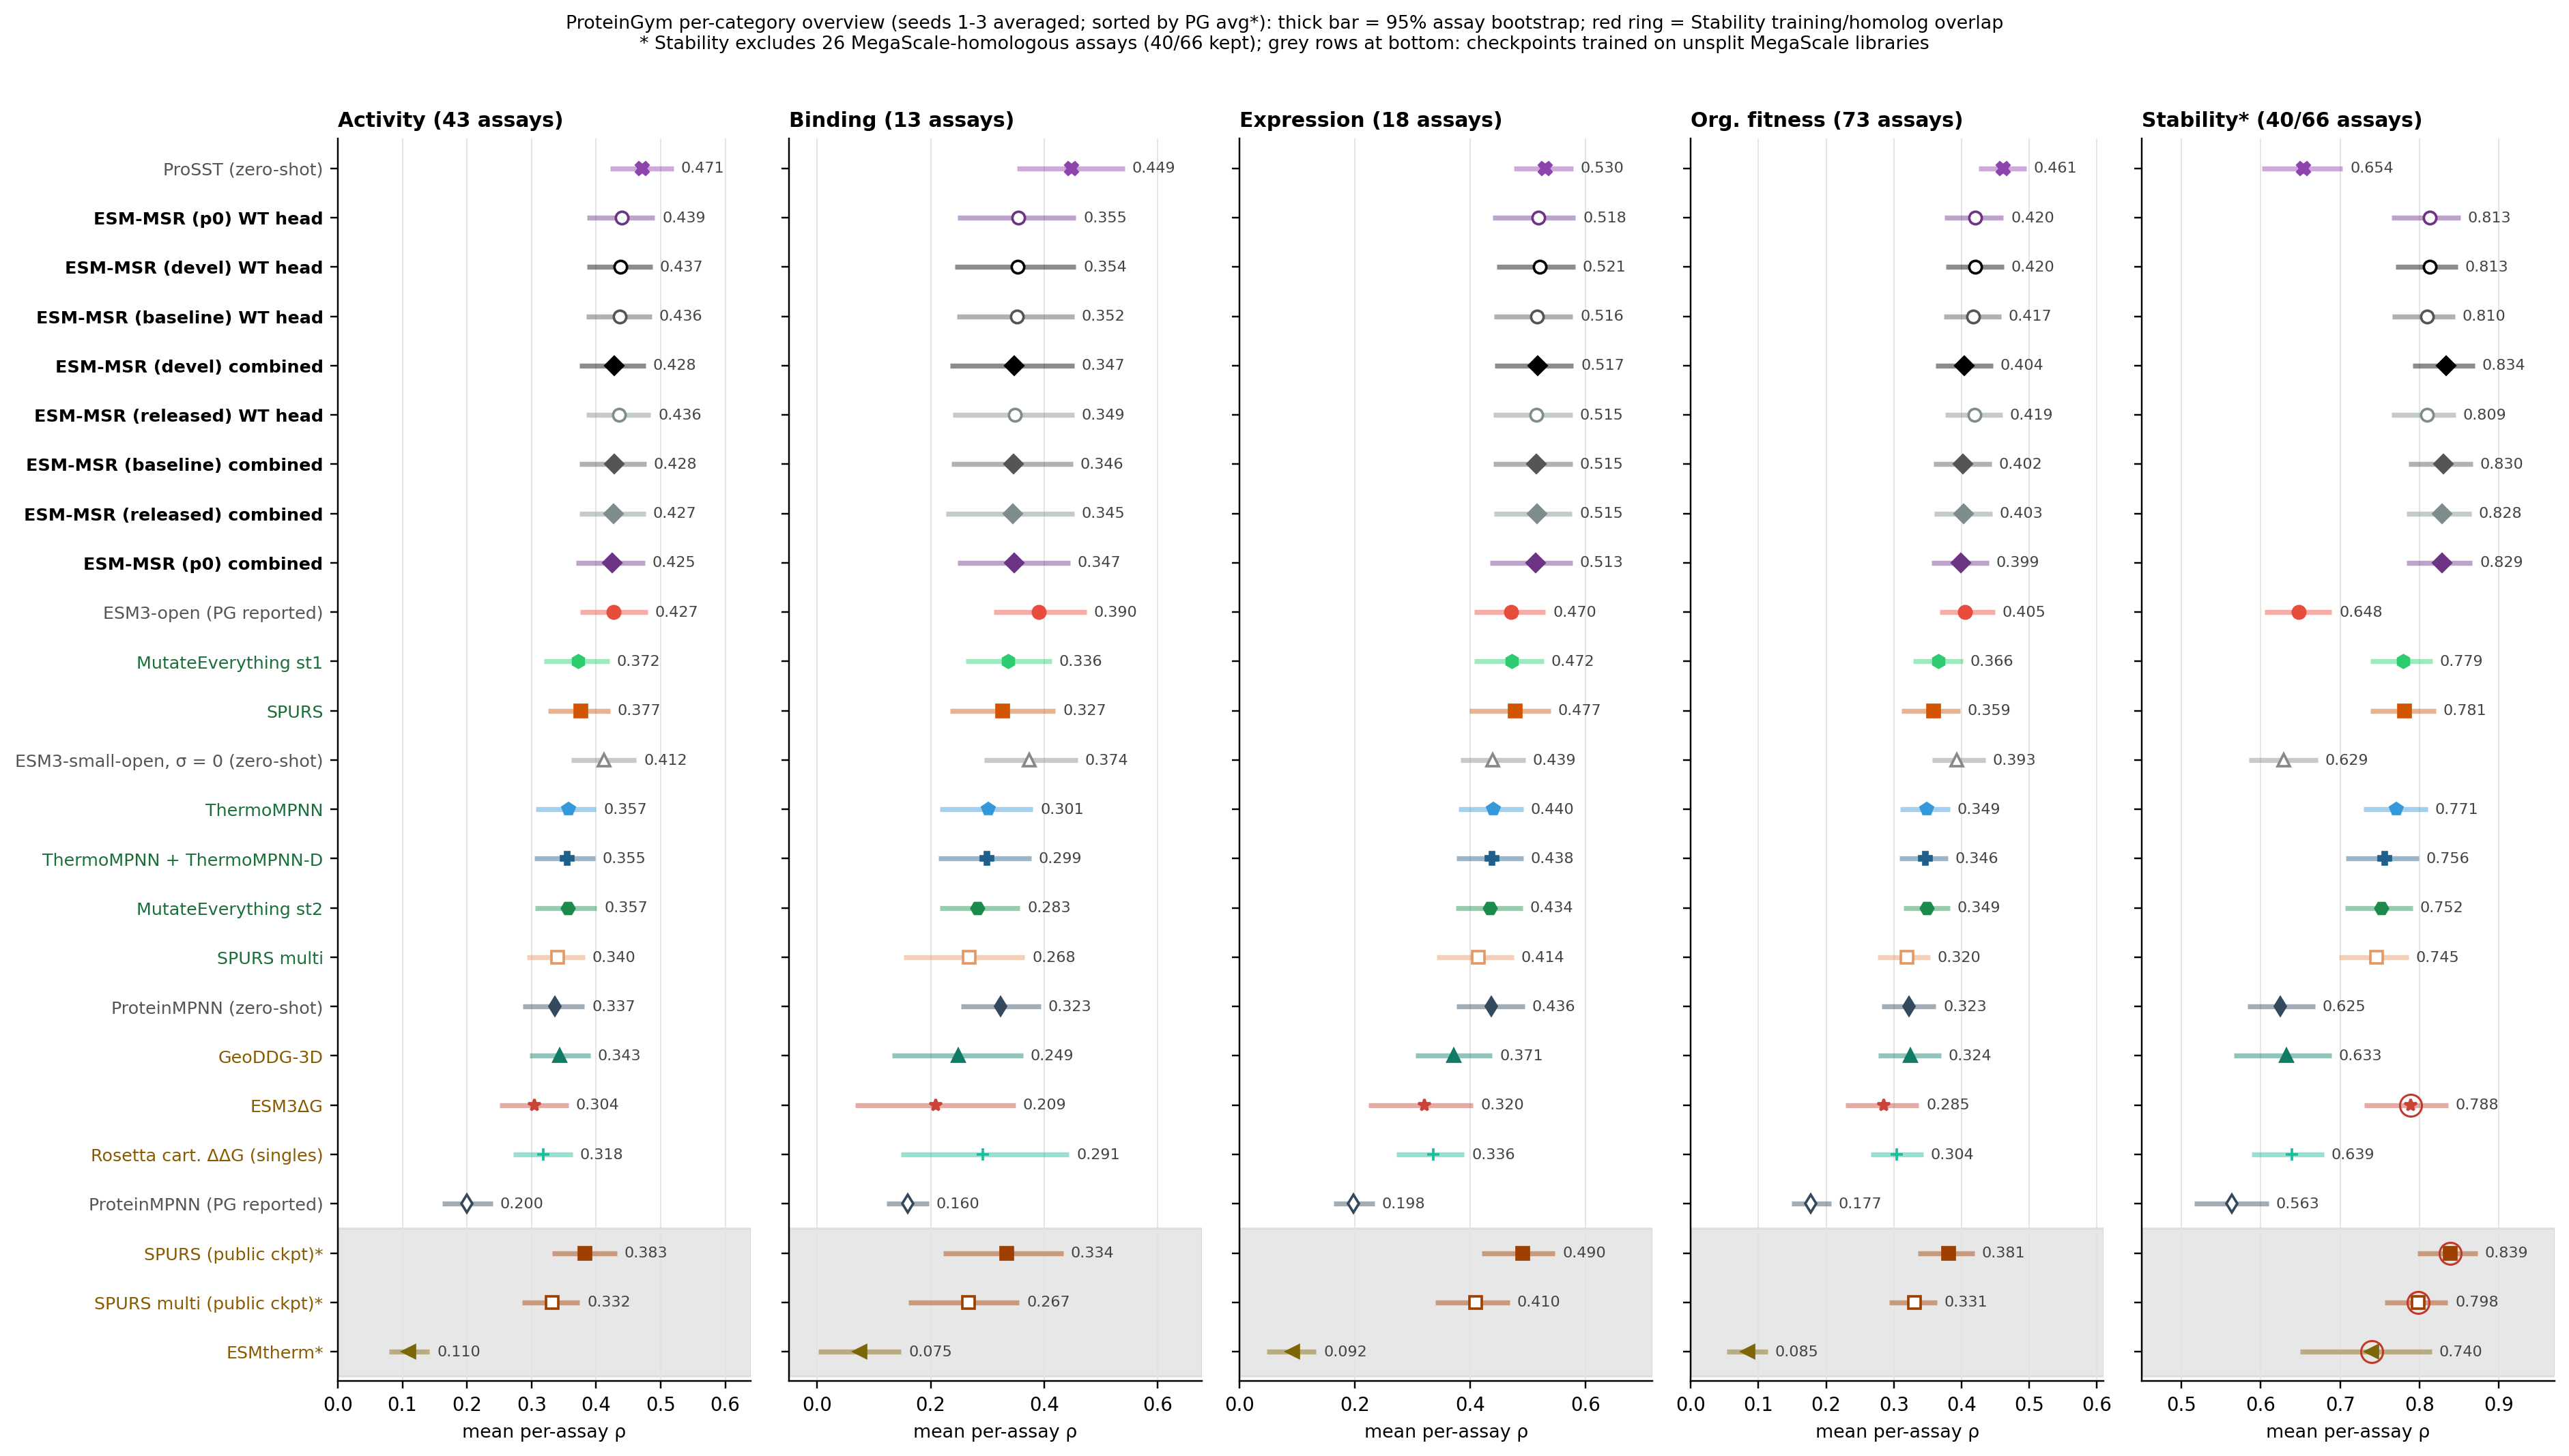 ProteinGym per-category overview (seeds 1-3 averaged; sorted by PG avg*): thick bar = 95% assay bootstrap; red ring = Stability training/homolog overlap
* Stability excludes 26 MegaScale-homologous assays (40/66 kept); grey rows at bottom: checkpoints trained on unsplit MegaScale libraries
Activity (43 assays) Binding (13 assays) Expression (18 assays) Org. fitness (73 assays) Stability* (40/66 assays)
ProSST (zero-shot) 0.471 0.449 0.530 0.461 0.654
ESM-MSR (p0) WT head 0.439 0.355 0.518 0.420 0.813
ESM-MSR (devel) WT head 0.437 0.354 0.521 0.420 0.813
ESM-MSR (baseline) WT head 0.436 0.352 0.516 0.417 0.810
ESM-MSR (devel) combined 0.428 0.347 0.517 0.404 0.834
ESM-MSR (released) WT head 0.436 0.349 0.515 0.419 0.809
ESM-MSR (baseline) combined 0.428 0.346 0.515 0.402 0.830
ESM-MSR (released) combined 0.427 0.345 0.515 0.403 0.828
ESM-MSR (p0) combined 0.425 0.347 0.513 0.399 0.829
ESM3-open (PG reported) 0.427 0.390 0.470 0.405 0.648
MutateEverything st1 0.372 0.336 0.472 0.366 0.779
SPURS 0.377 0.327 0.477 0.359 0.781
ESM3-small-open, σ = 0 (zero-shot) 0.412 0.374 0.439 0.393 0.629
ThermoMPNN 0.357 0.301 0.440 0.349 0.771
ThermoMPNN + ThermoMPNN-D 0.355 0.299 0.438 0.346 0.756
MutateEverything st2 0.357 0.283 0.434 0.349 0.752
SPURS multi 0.340 0.268 0.414 0.320 0.745
ProteinMPNN (zero-shot) 0.337 0.323 0.436 0.323 0.625
GeoDDG-3D 0.343 0.249 0.371 0.324 0.633
ESM3ΔG 0.304 0.209 0.320 0.285 0.788
Rosetta cart. ΔΔG (singles) 0.318 0.291 0.336 0.304 0.639
ProteinMPNN (PG reported) 0.200 0.160 0.198 0.177 0.563
SPURS (public ckpt)* 0.383 0.334 0.490 0.381 0.839
SPURS multi (public ckpt)* 0.332 0.267 0.410 0.331 0.798
ESMtherm* 0.110 0.075 0.092 0.085 0.740
0.0 0.1 0.2 0.3 0.4 0.5 0.6 0.0 0.2 0.4 0.6 0.0 0.2 0.4 0.6 0.0 0.1 0.2 0.3 0.4 0.5 0.6 0.5 0.6 0.7 0.8 0.9
mean per-assay ρ mean per-assay ρ mean per-assay ρ mean per-assay ρ mean per-assay ρ